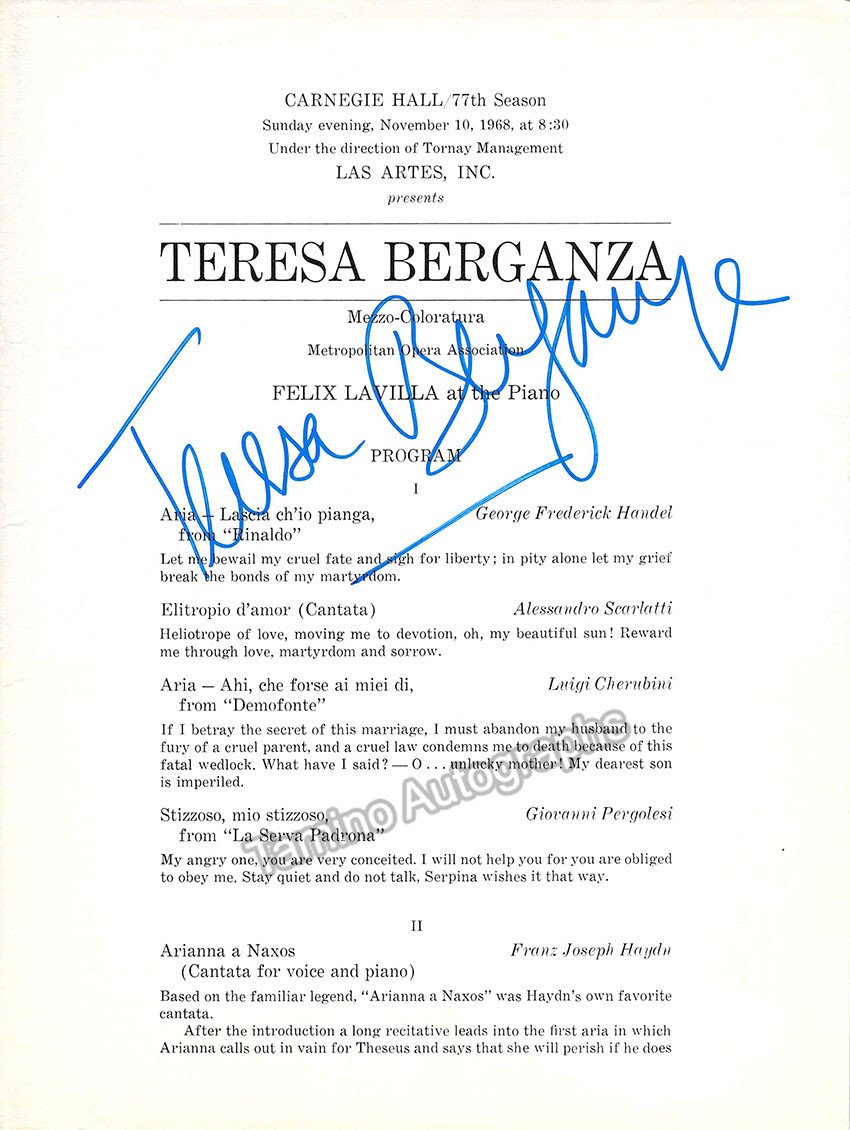 CARNEGIE HALL/77th Season
Sunday evening, November 10, 1968, at 8:30
Under the direction of Tornay Management
LAS ARTES, INC.
presents
TERESA BERGANZA
Mezzo-Coloratura
Metropolitan Opera Association
FELIX LAVILLA at the Piano
Teresa Berganza
PROGRAM
I
Aria – Lascia ch'io pianga, George Frederick Handel
from "Rinaldo"
Let me bewail my cruel fate and sigh for liberty; in pity alone let my grief
break the bonds of my martyrdom.
Elitropio d'amor (Cantata) Alessandro Scarlatti
Heliotrope of love, moving me to devotion, oh, my beautiful sun! Reward
me through love, martyrdom and sorrow.
Aria – Ahi, che forse ai miei di, Luigi Cherubini
from "Demofonte"
If I betray the secret of this marriage, I must abandon my husband to the
fury of a cruel parent, and a cruel law condemns me to death because of this
fatal wedlock. What have I said? — O . . . unlucky mother! My dearest son
is imperiled.
Stizzoso, mio stizzoso, Giovanni Pergolesi
from "La Serva Padrona"
My angry one, you are very conceited. I will not help you for you are obliged
to obey me. Stay quiet and do not talk, Serpina wishes it that way.
Tamino Autographs
II
Arianna a Naxos Franz Joseph Haydn
(Cantata for voice and piano)
Based on the familiar legend, "Arianna a Naxos" was Haydn's own favorite
cantata.
After the introduction a long recitative leads into the first aria in which
Arianna calls out in vain for Theseus and says that she will perish if he does